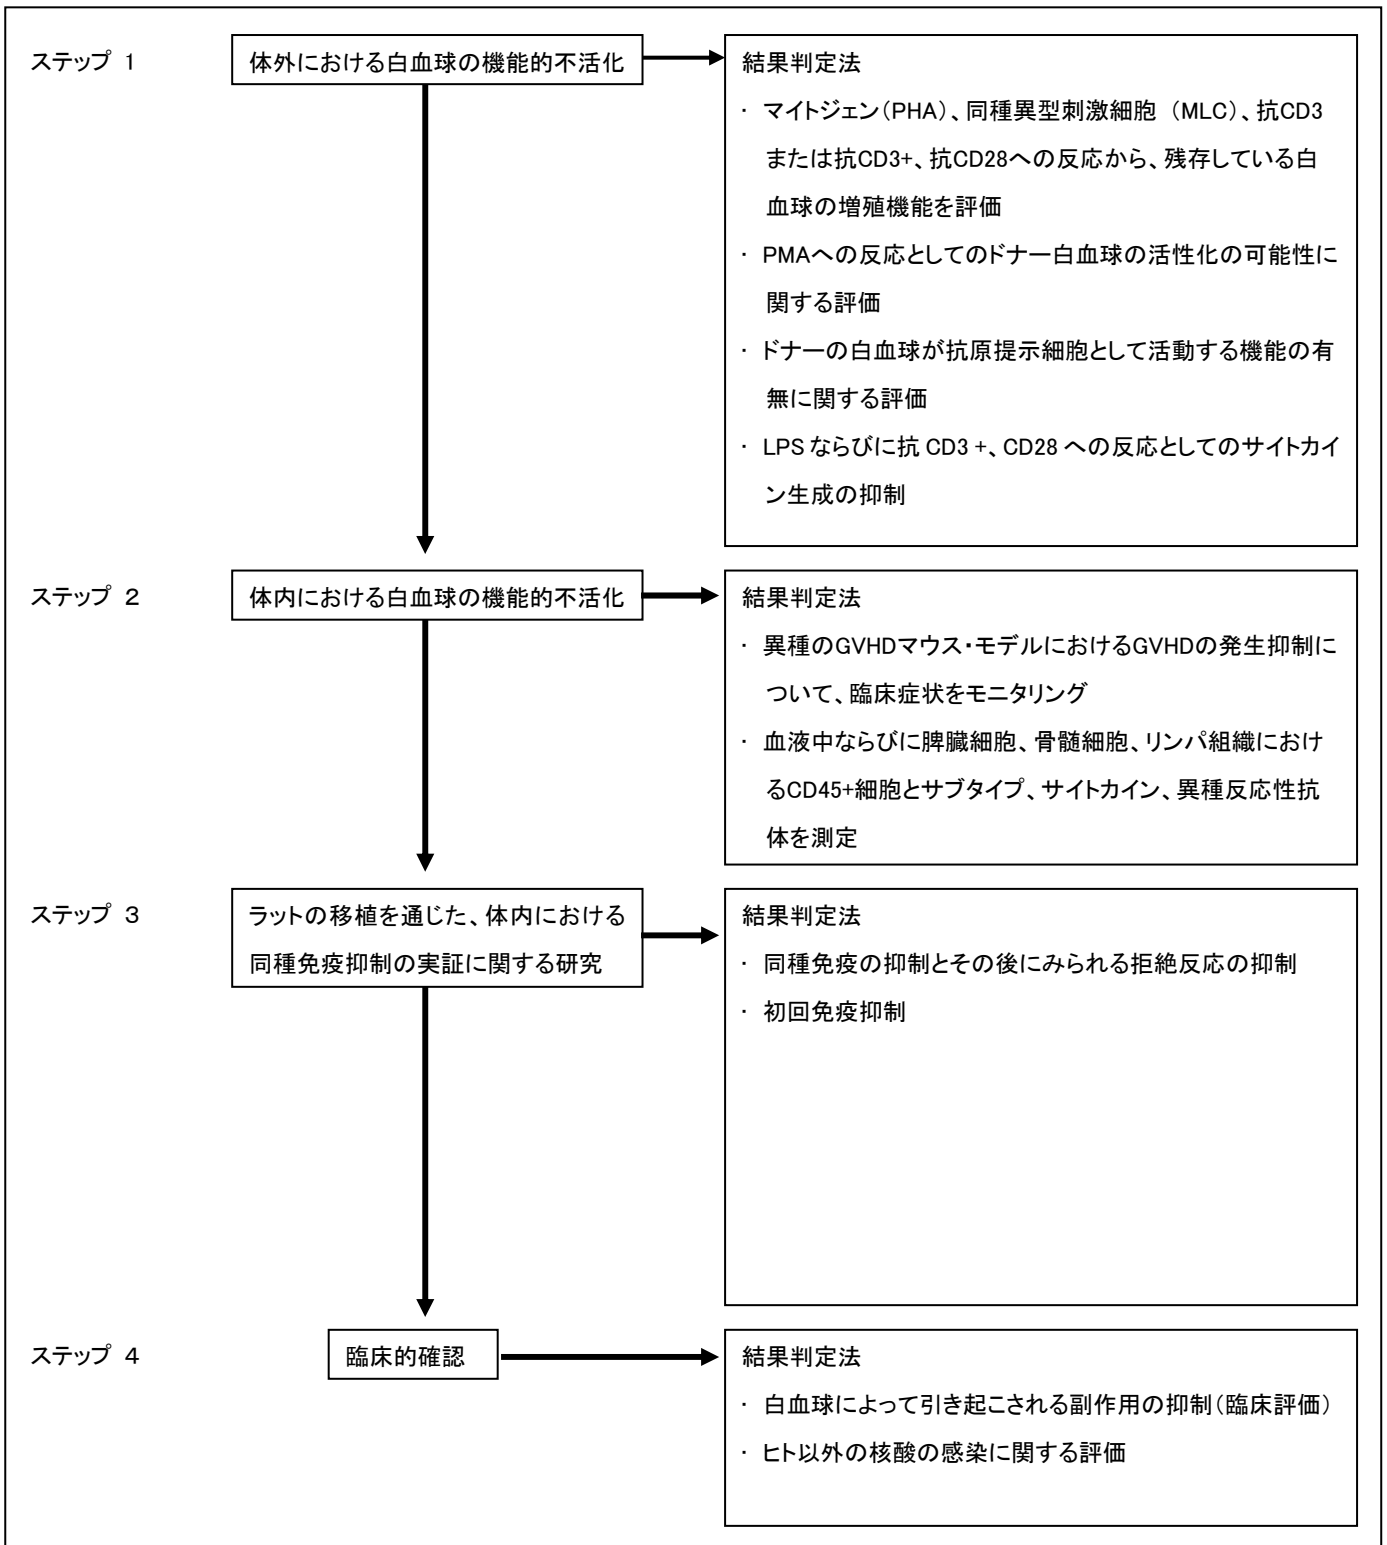 ステップ 1
体外における白血球の機能的不活化
結果判定法
・ マイトジェン(PHA)、同種異型刺激細胞 (MLC)、抗CD3
または抗CD3+、抗CD28への反応から、残存している白
血球の増殖機能を評価
・ PMAへの反応としてのドナー白血球の活性化の可能性に
関する評価
・ ドナーの白血球が抗原提示細胞として活動する機能の有
無に関する評価
・ LPS ならびに抗 CD3 +、CD28 への反応としてのサイトカイ
ン生成の抑制
ステップ 2
体内における白血球の機能的不活化
結果判定法
・ 異種のGVHDマウス・モデルにおけるGVHDの発生抑制に
ついて、臨床症状をモニタリング
・ 血液中ならびに脾臓細胞、骨髄細胞、リンパ組織におけ
るCD45+細胞とサブタイプ、サイトカイン、異種反応性抗
体を測定
ステップ 3
ラットの移植を通じた、体内における
同種免疫抑制の実証に関する研究
結果判定法
・ 同種免疫の抑制とその後にみられる拒絶反応の抑制
・ 初回免疫抑制
ステップ 4
臨床的確認
結果判定法
・ 白血球によって引き起こされる副作用の抑制(臨床評価)
・ ヒト以外の核酸の感染に関する評価